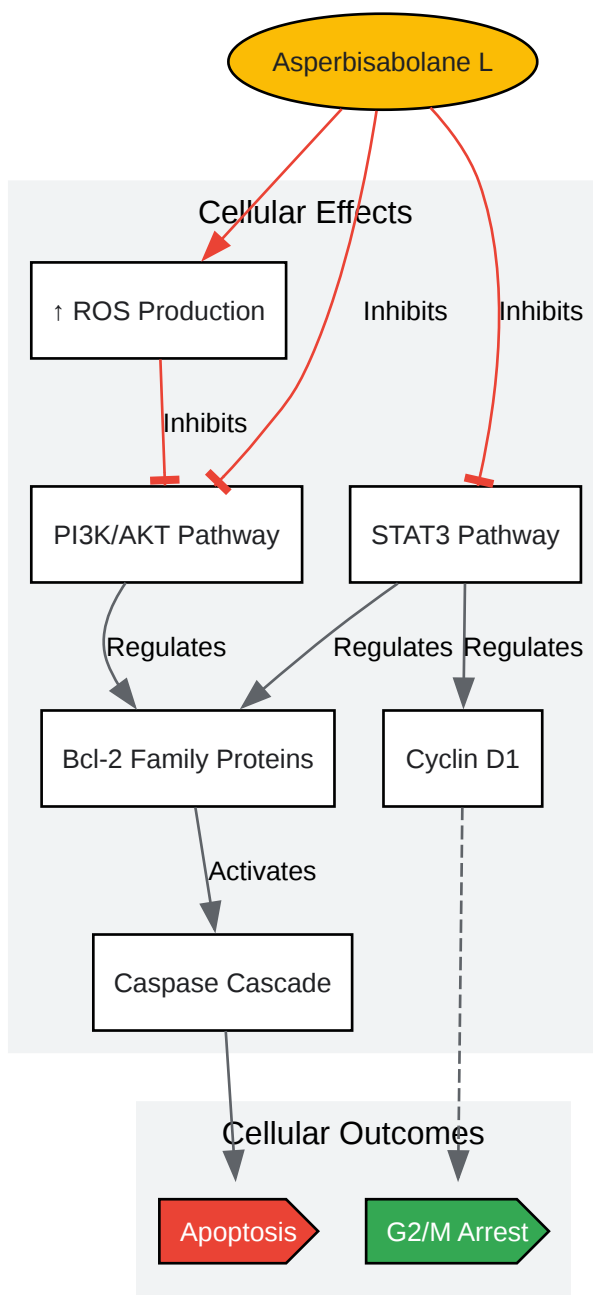 Asperbisabolane L
Cellular Effects
↑ ROS Production
Inhibits
Inhibits
Inhibits
PI3K/AKT Pathway
STAT3 Pathway
Regulates
Regulates
Regulates
Bcl-2 Family Proteins
Cyclin D1
Activates
Caspase Cascade
Cellular Outcomes
Apoptosis
G2/M Arrest